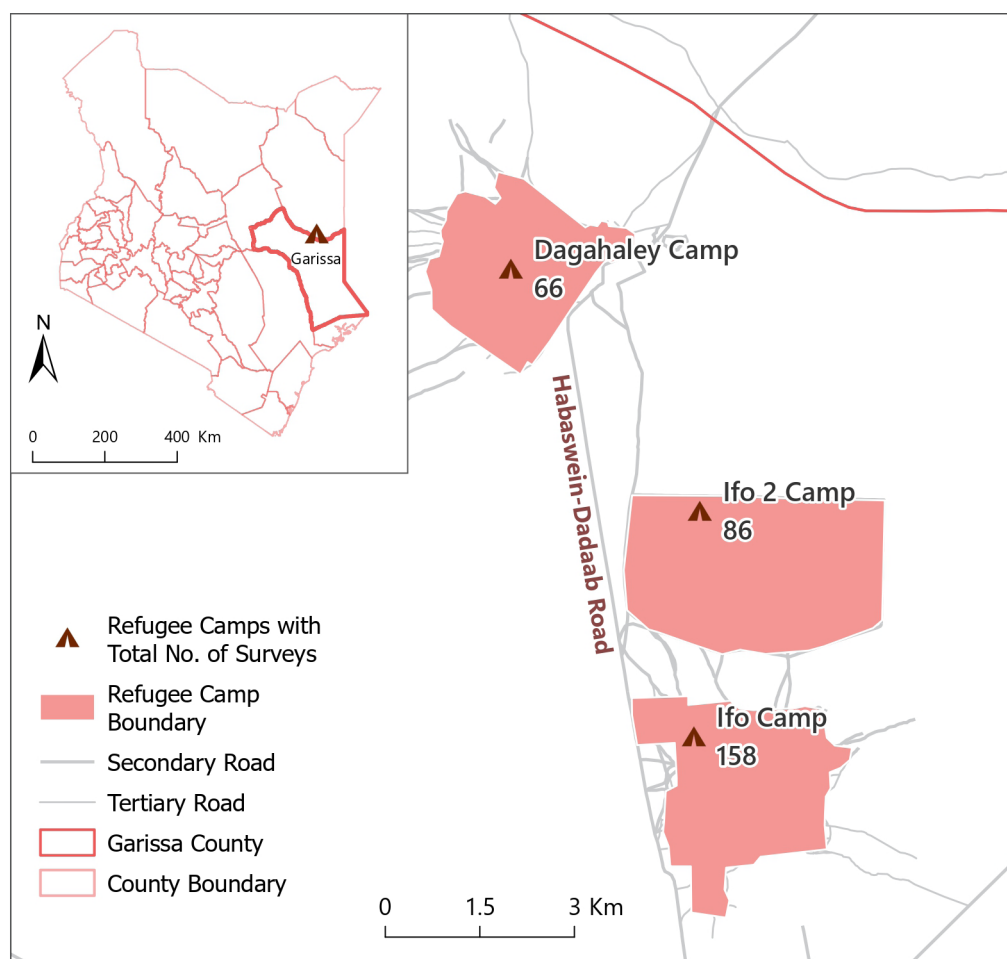 Garissa
N
0 200 400 Km
Dagahaley Camp
66
Habaswein-Dadaab Road
Ifo 2 Camp
86
Ifo Camp
158
Refugee Camps with
Total No. of Surveys
Refugee Camp
Boundary
Secondary Road
Tertiary Road
Garissa County
County Boundary
0 1.5 3 Km